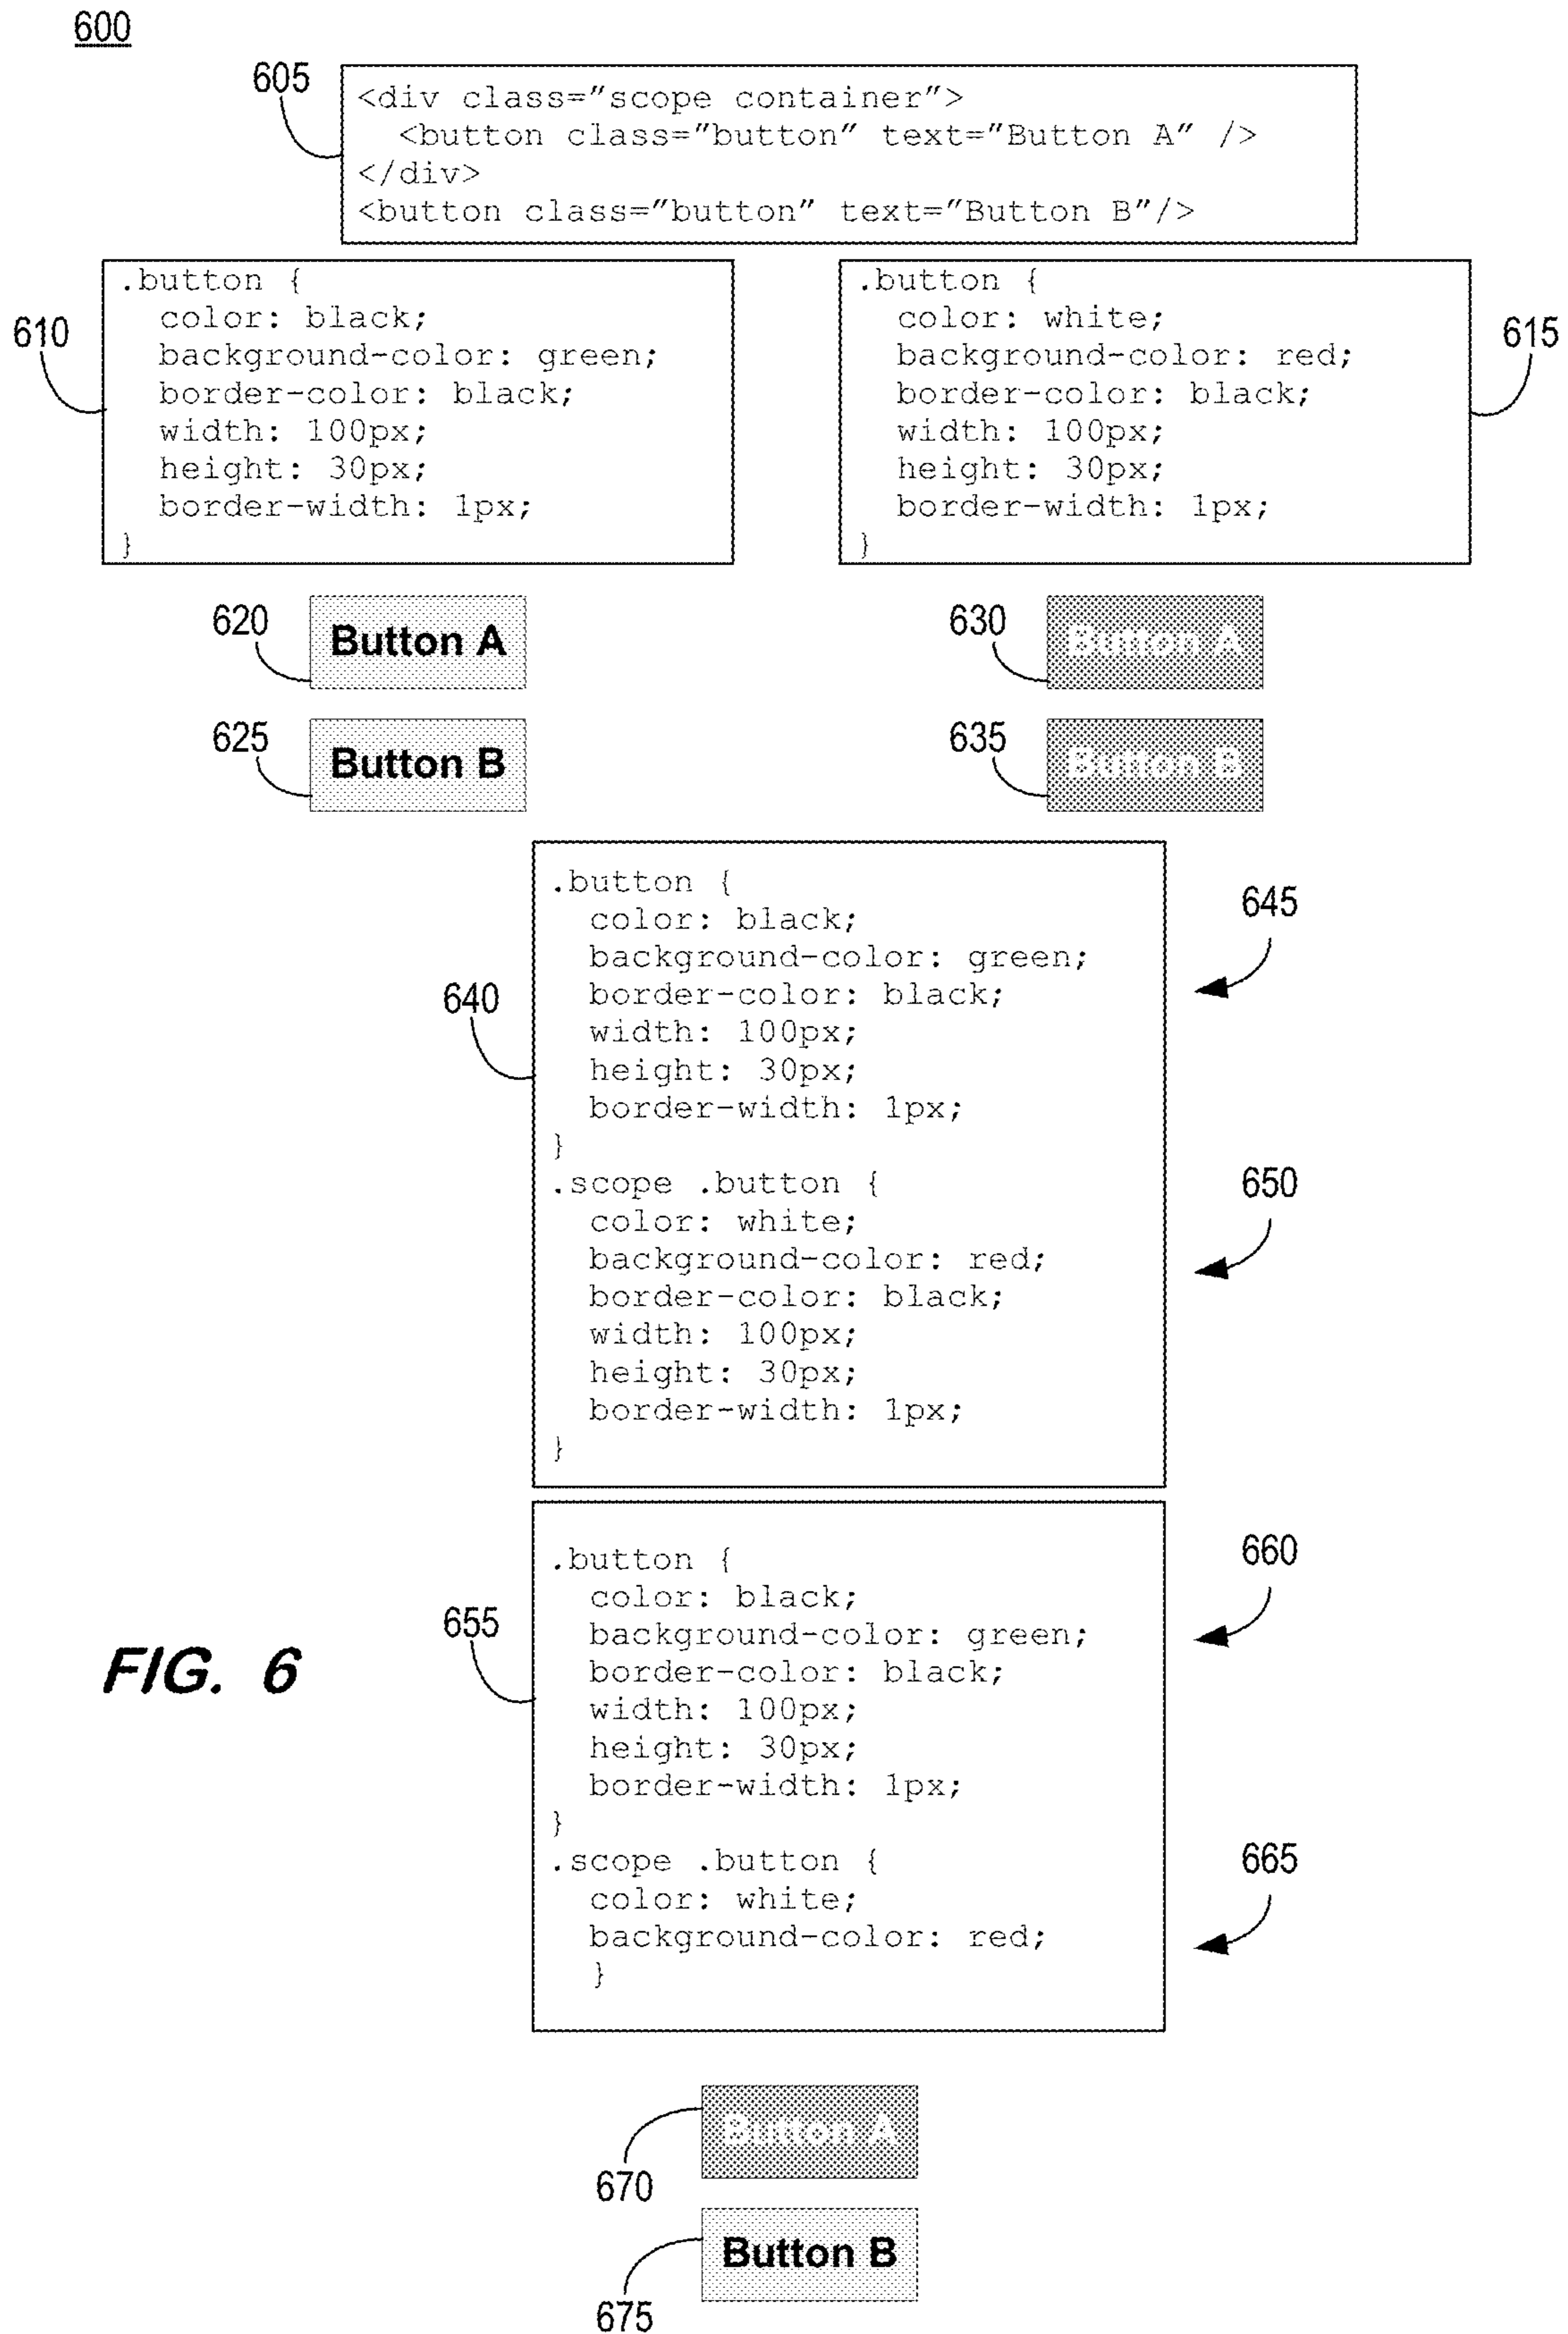 600
605
<div class="scope container">
<button class="button" text="Button A" />
</div>
<button class="button" text="Button B"/>
610
.button {
color: black;
background-color: green;
border-color: black;
width: 100px;
height: 30px;
border-width: 1px;
}
615
.button {
color: white;
background-color: red;
border-color: black;
width: 100px;
height: 30px;
border-width: 1px;
}
620
Button A
625
Button B
630
Button A
635
Button B
640
.button {
color: black;
background-color: green;
border-color: black;
width: 100px;
height: 30px;
border-width: 1px;
}
.scope .button {
color: white;
background-color: red;
border-color: black;
width: 100px;
height: 30px;
border-width: 1px;
}
645
650
655
.button {
color: black;
background-color: green;
border-color: black;
width: 100px;
height: 30px;
border-width: 1px;
}
.scope .button {
color: white;
background-color: red;
}
660
665
FIG. 6
670
Button A
675
Button B